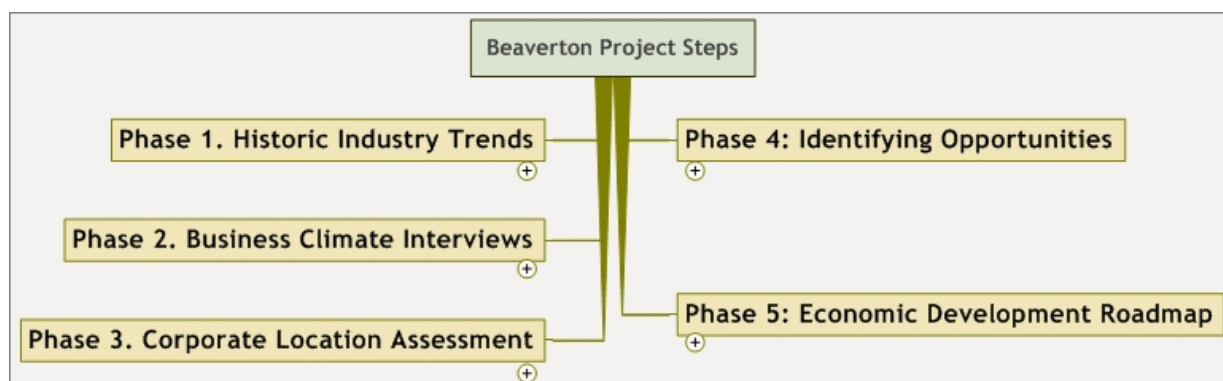 Beaverton Project Steps
Phase 1. Historic Industry Trends
Phase 2. Business Climate Interviews
Phase 3. Corporate Location Assessment
Phase 4: Identifying Opportunities
Phase 5: Economic Development Roadmap